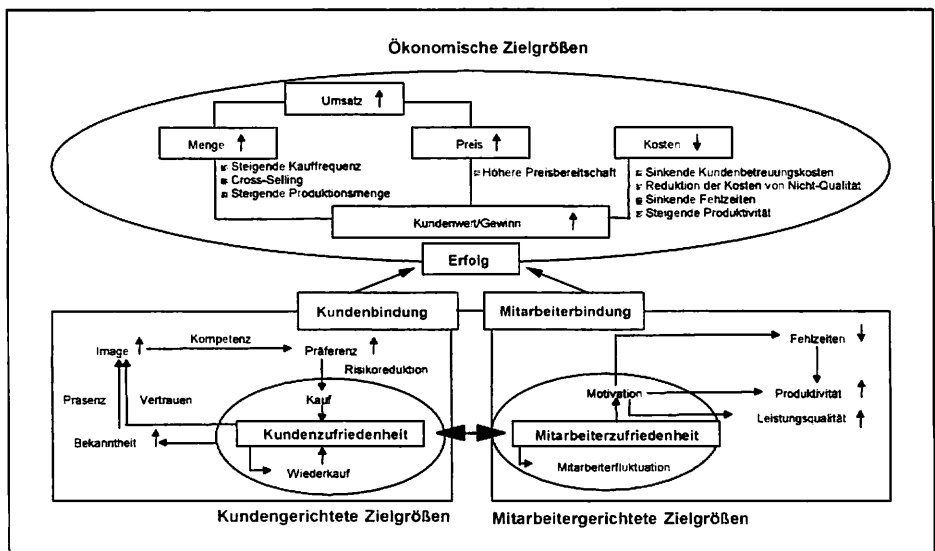 Ökonomische Zielgrößen
Umsatz
Menge
Preis
Kosten
Steigende Kauffrequenz
Cross-Selling
Steigende Produktionsmenge
Höhere Preisbereitschaft
Sinkende Kundenbetreuungskosten
Reduktion der Kosten von Nicht-Qualität
Sinkende Fehlzeiten
Steigende Produktivität
Kundenwert/Gewinn
Erfolg
Kundenbindung
Mitarbeiterbindung
Image
Kompetenz
Präferenz
Risikoreduktion
Präsenz
Vertrauen
Kauf
Bekanntheit
Kundenzufriedenheit
Wiederkauf
Fehlzeiten
Motivation
Produktivität
Leistungsqualität
Mitarbeiterzufriedenheit
Mitarbeiterfluktuation
Kundengerichtete Zielgrößen
Mitarbeitergerichtete Zielgrößen